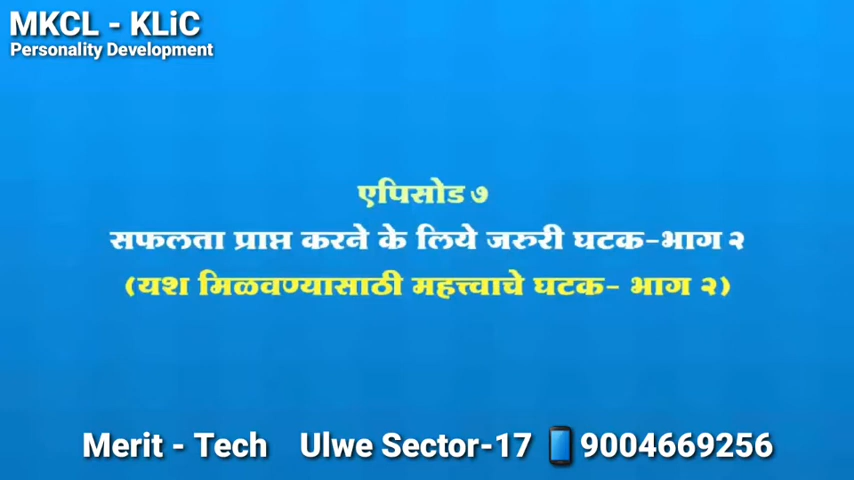 MKCL - KLiC
Personality Development
एपिसोड ७
सफलता प्राप्त करने के लिये जरुरी घटक-भाग २
(यश मिळवण्यासाठी महत्त्वाचे घटक- भाग २)
Merit - Tech Ulwe Sector-17 9004669256